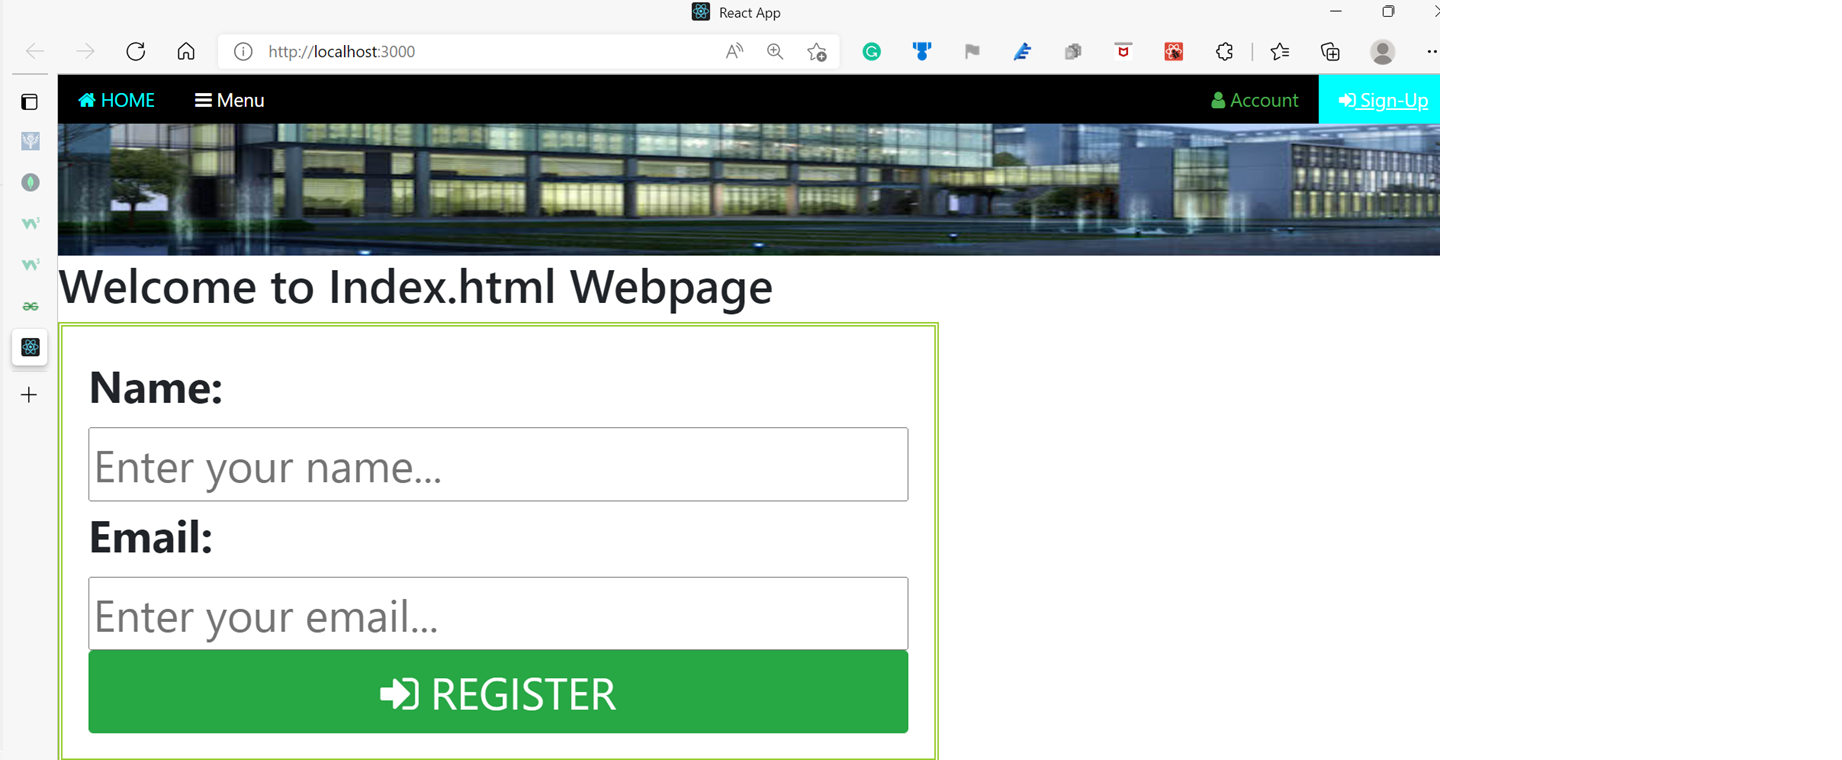 React App
http://localhost:3000
HOME
Menu
Account
Sign-Up
Welcome to Index.html Webpage
Name:
Enter your name...
Email:
Enter your email...
REGISTER